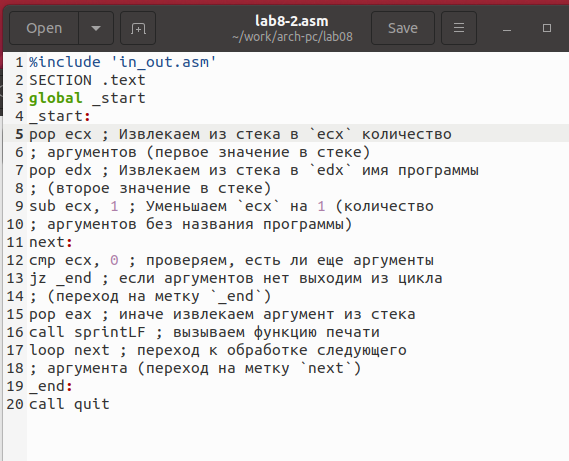 Open
lab8-2.asm
~/work/arch-pc/lab08
Save
1 %include 'in_out.asm'
2 SECTION .text
3 global _start
4 _start:
5 pop ecx ; Извлекаем из стека в `ecx` количество
6 ; аргументов (первое значение в стеке)
7 pop edx ; Извлекаем из стека в `edx` имя программы
8 ; (второе значение в стеке)
9 sub ecx, 1 ; Уменьшаем `ecx` на 1 (количество
10 ; аргументов без названия программы)
11 next:
12 cmp ecx, 0 ; проверяем, есть ли еще аргументы
13 jz _end ; если аргументов нет выходим из цикла
14 ; (переход на метку `_end`)
15 pop eax ; иначе извлекаем аргумент из стека
16 call sprintLF ; вызываем функцию печати
17 loop next ; переход к обработке следующего
18 ; аргумента (переход на метку `next`)
19 _end:
20 call quit